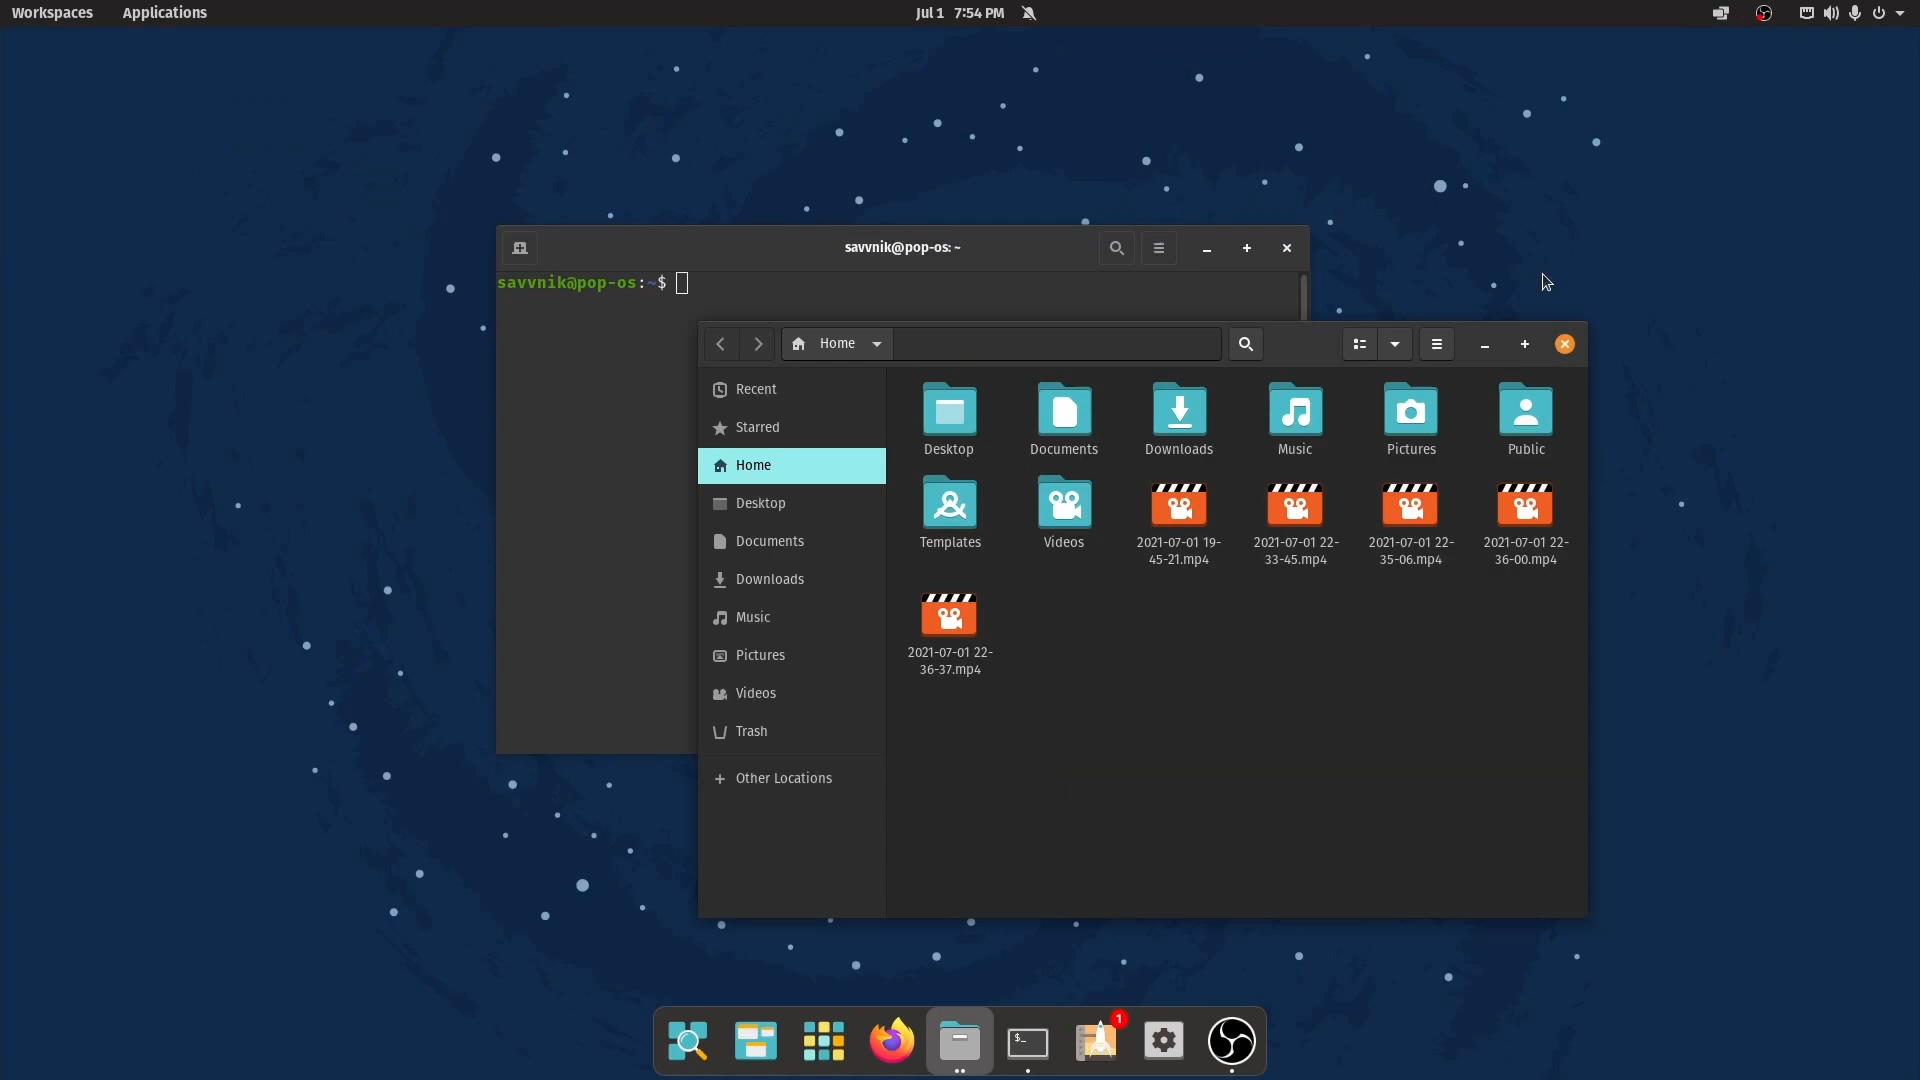 Workspaces Applications Jul 1 7:54 PM
savvnik@pop-os: ~
savvnik@pop-os:~$
Home
Recent
Starred
Home
Desktop
Documents
Downloads
Music
Pictures
Videos
Trash
Other Locations
Desktop Documents Downloads Music Pictures Public
Templates Videos 2021-07-01 19- 2021-07-01 22- 2021-07-01 22- 2021-07-01 22-
45-21.mp4 33-45.mp4 35-06.mp4 36-00.mp4
2021-07-01 22-
36-37.mp4
$_
1